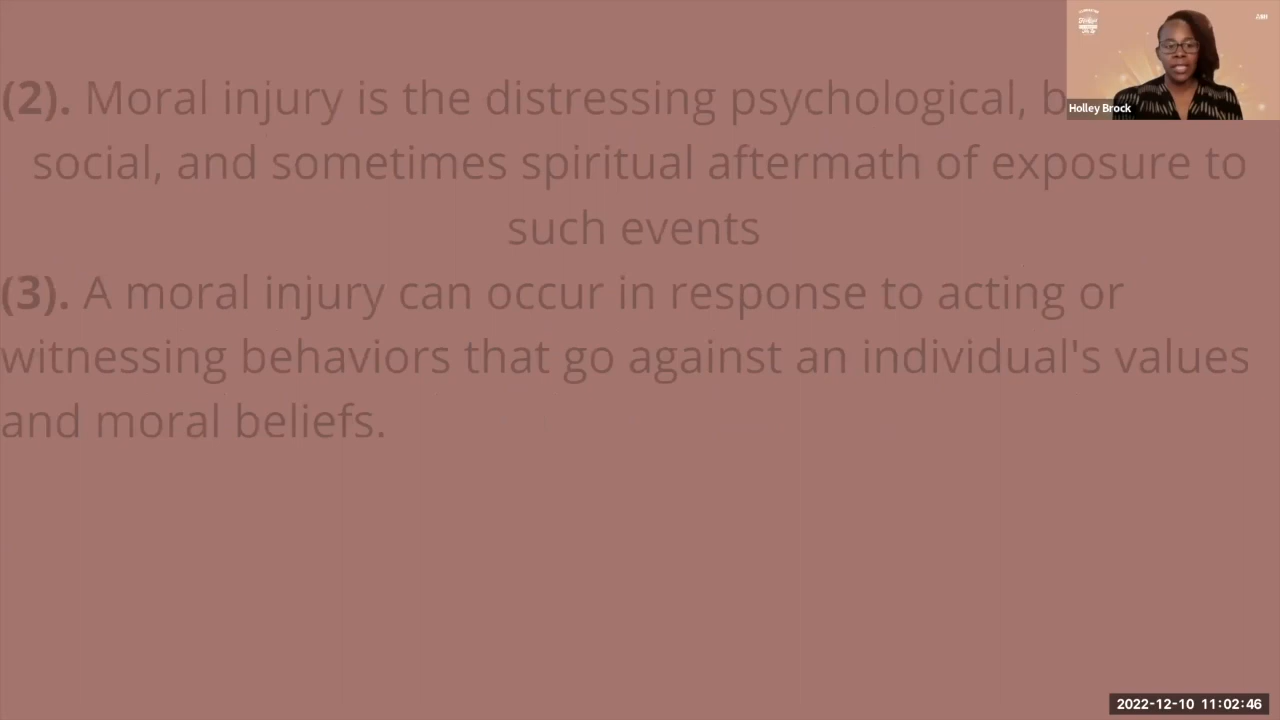 (2). Moral injury is the distressing psychological,
social, and sometimes spiritual aftermath of exposure to
such events
(3). A moral injury can occur in response to acting or
witnessing behaviors that go against an individual's values
and moral beliefs.
Holley Brock
2022-12-10 11:02:46